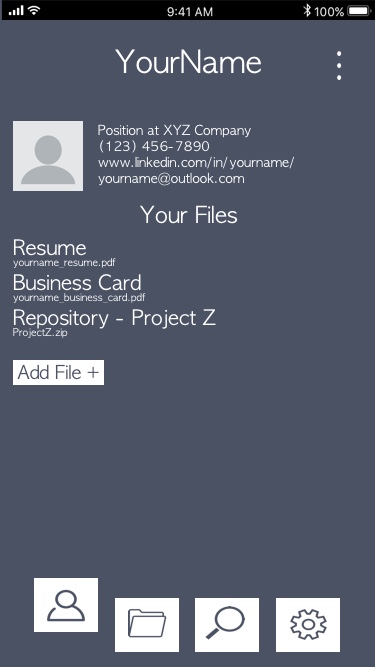 9:41 AM 100%
YourName
Position at XYZ Company
(123) 456-7890
www.linkedin.com/in/yourname/
yourname@outlook.com
Your Files
Resume
yourname_resume.pdf
Business Card
yourname_business_card.pdf
Repository - Project Z
ProjectZ.zip
Add File +